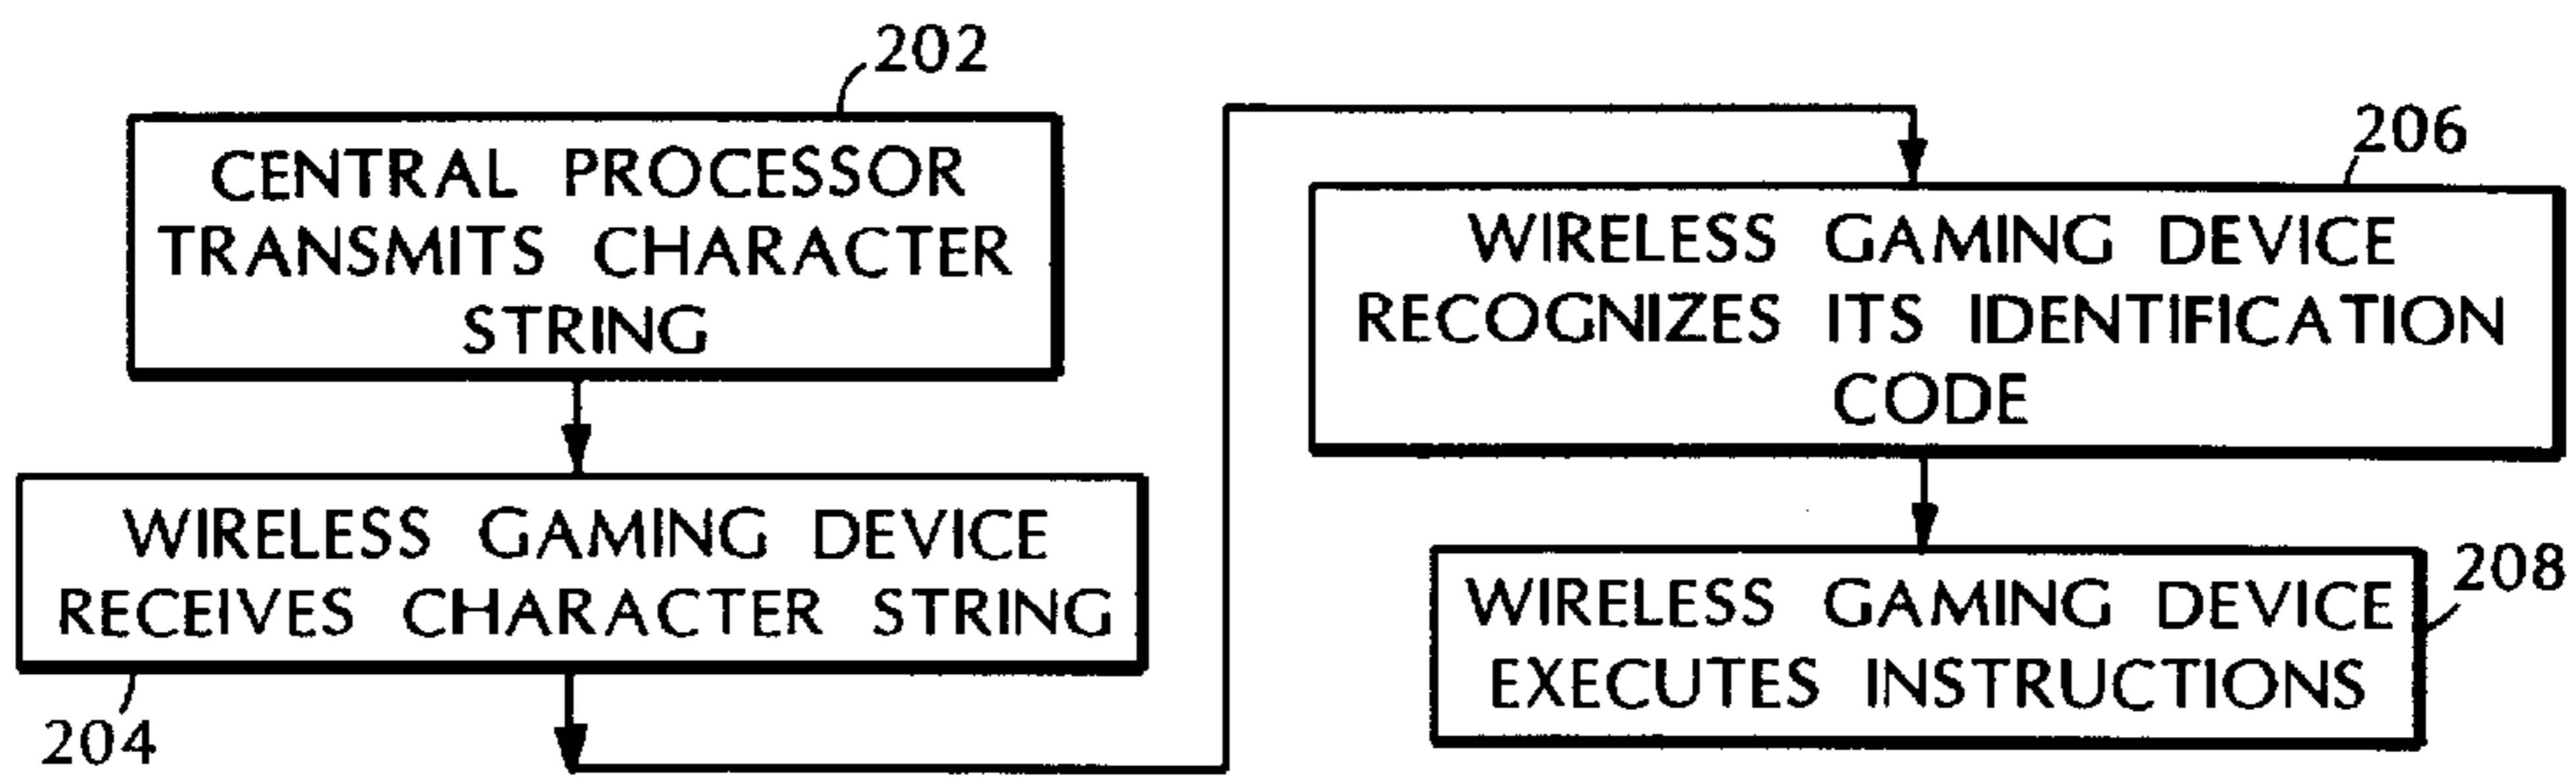 202
CENTRAL PROCESSOR
TRANSMITS CHARACTER
STRING
WIRELESS GAMING DEVICE
RECEIVES CHARACTER STRING
204
206
WIRELESS GAMING DEVICE
RECOGNIZES ITS IDENTIFICATION
CODE
WIRELESS GAMING DEVICE
EXECUTES INSTRUCTIONS
208